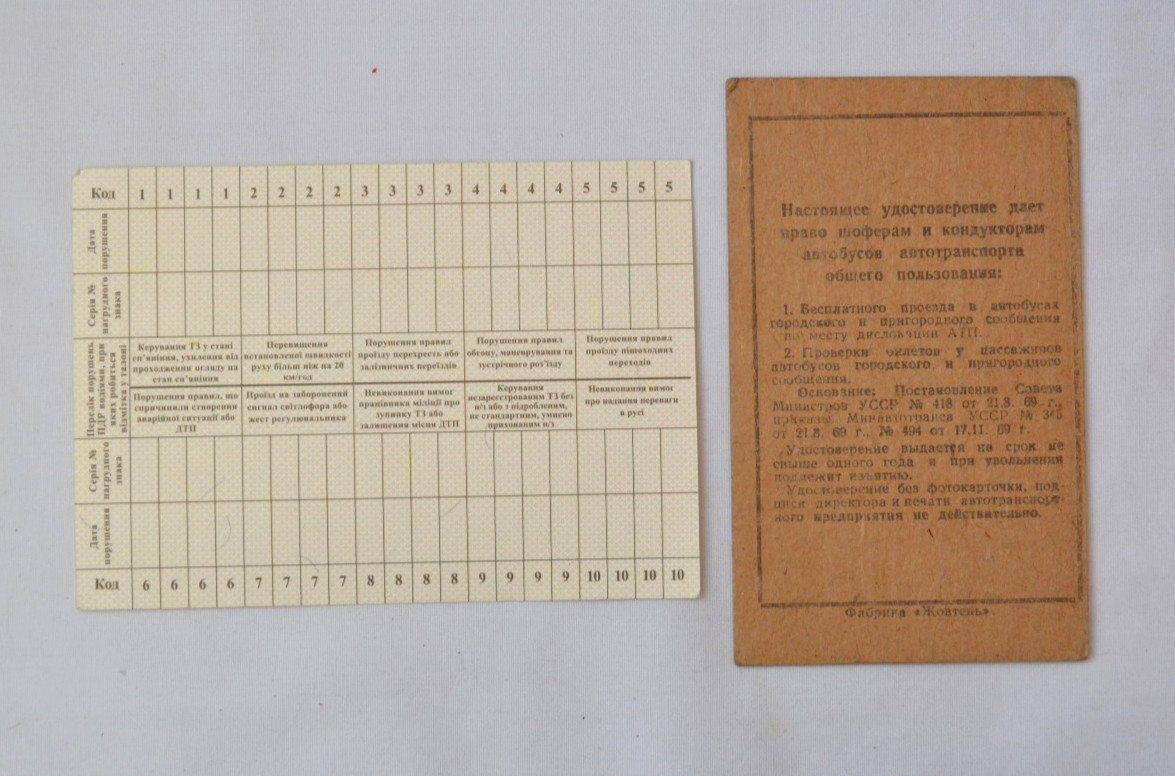 Код 1 1 1 1 2 2 2 2 3 3 3 3 4 4 4 4 5 5 5 5
Дата
порушення
Серія №
нагрудного
знака
Перелік порушень
ПДР водіями, при
яких робиться
відмітка у талоні
Керування ТЗ у стані
сп'яніння, ухилення від
проходження огляду на
стан сп'яніння
Перевищення
встановленої швидкості
руху більш ніж на 20
км/год
Порушення правил
проїзду перехресть або
залізничних переїздів
Порушення правил
обгону, маневрування та
зустрічного роз'їзду
Порушення правил
проїзду пішохідних
переходів
Порушення правил, що
спричинили створення
аварійної ситуації або
ДТП
Проїзд на заборонений
сигнал світлофора або
жест регулювальника
Невиконання вимог
працівника міліції про
зупинку ТЗ або
залишення місця ДТП
Керування
незареєстрованим ТЗ без
н/з або з підробленим,
не стандартним, умисно
прихованим н/з
Невиконання вимог
про надання переваги
в русі
Серія №
нагрудного
знака
Дата
порушення
Код 6 6 6 6 7 7 7 7 8 8 8 8 9 9 9 9 10 10 10 10
Настоящее удостоверение дает
право шоферам и кондукторам
автобусов автотранспорта
общего пользования:
1. Бесплатного проезда в автобусах
городского и пригородного сообщения
по месту дислокации АТП.
2. Проверки билетов у пассажиров
автобусов городского и пригородного
сообщения.
Основание: Постановление Совета
Министров УССР № 418 от 21.8. 69 г.,
приказы Минавтотранса УССР № 345
от 21.8. 69 г., № 494 от 17.11. 69 г.
Удостоверение выдается на срок не
свыше одного года и при увольнении
подлежит изъятию.
Удостоверение без фотокарточки, под-
писи директора и печати автотранспорт-
ного предприятия не действительно.
Фабрика «Жовтень».